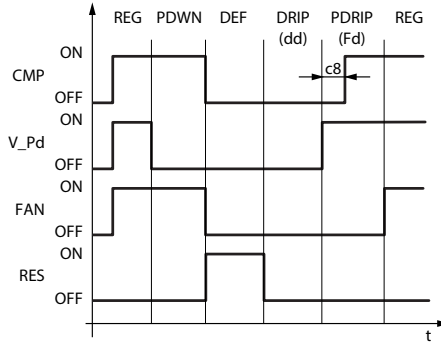 REG PDWN DEF DRIP (dd) PDRIP (Fd) REG
ON
CMP
OFF
c8
ON
V_Pd
OFF
ON
FAN
OFF
ON
RES
OFF
t